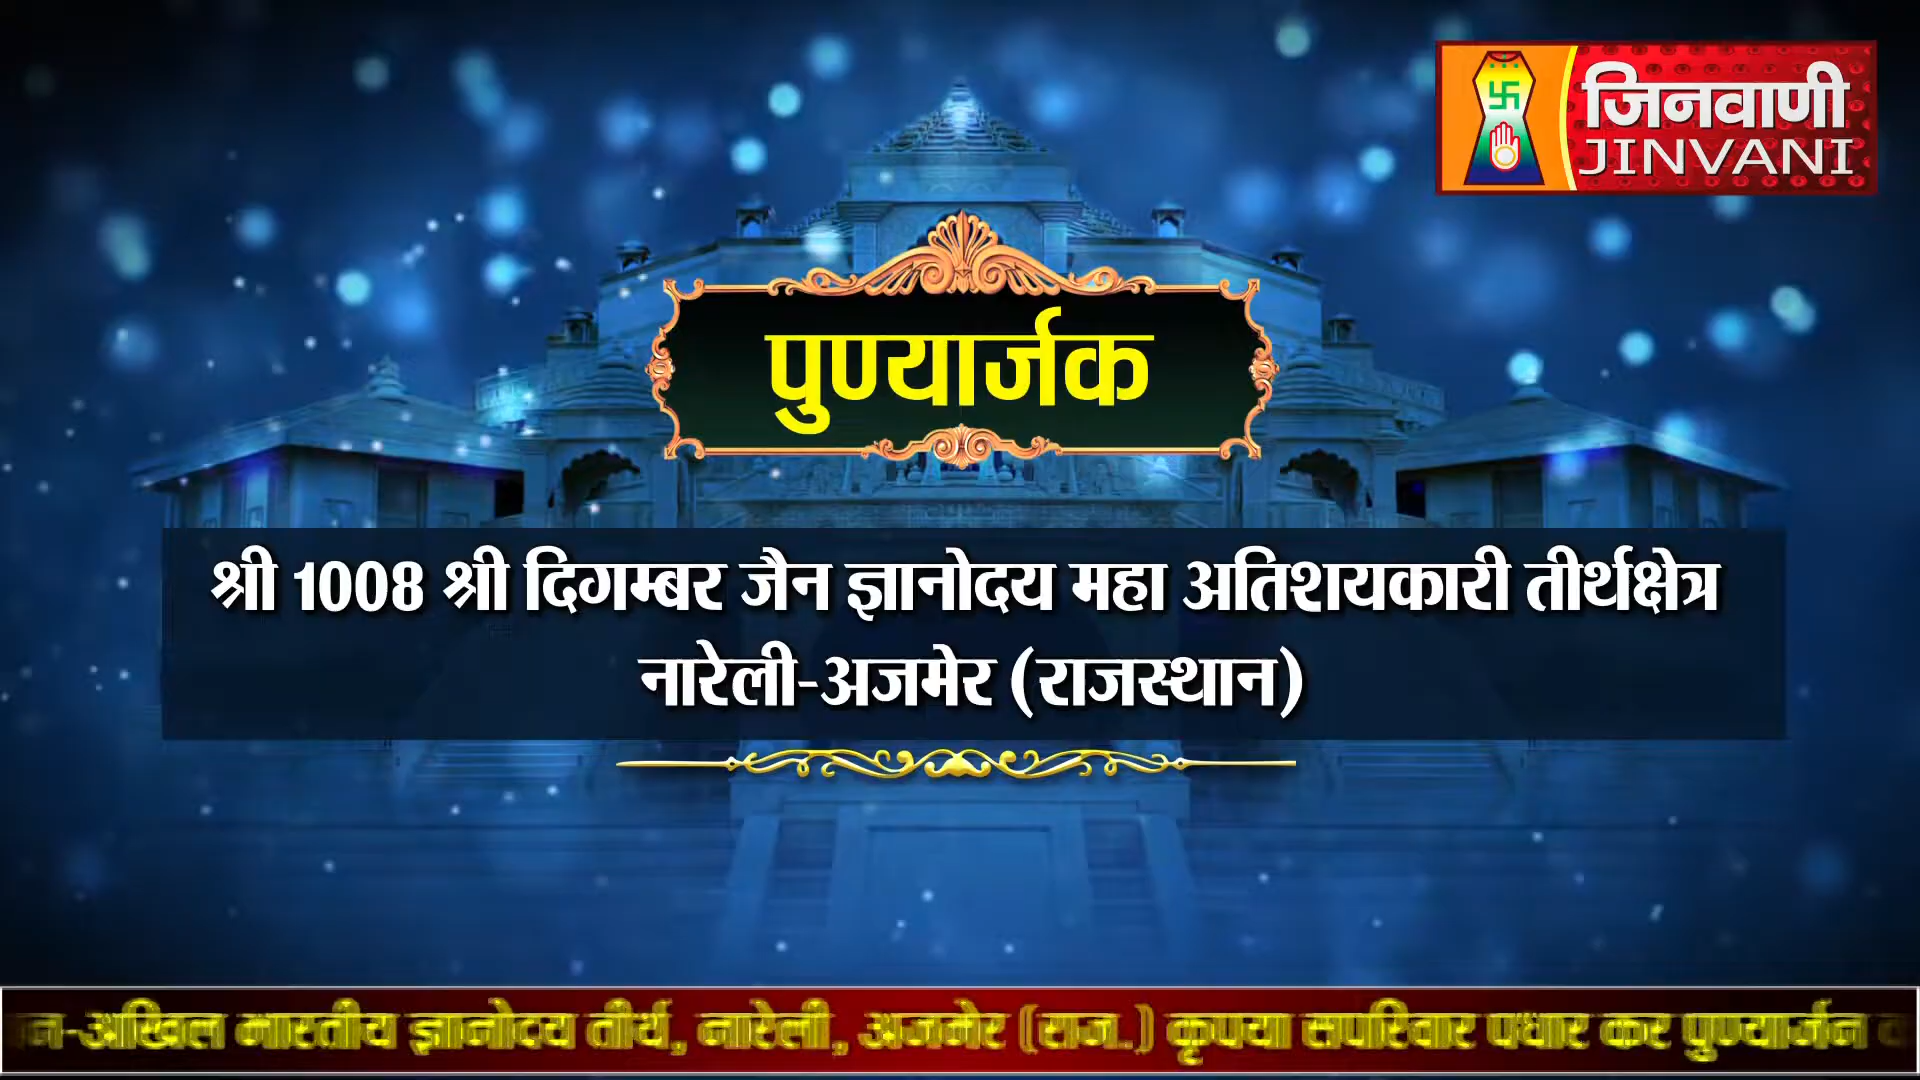 जिनवाणी
JINVANI
पुण्यार्जक
श्री 1008 श्री दिगम्बर जैन ज्ञानोदय महा अतिशयकारी तीर्थक्षेत्र
नारेली-अजमेर (राजस्थान)
न-अखिल भारतीय ज्ञानोदय तीर्थ, नारेली, अजमेर (राज.) कृपया सपरिवार पधार कर पुण्यार्जन